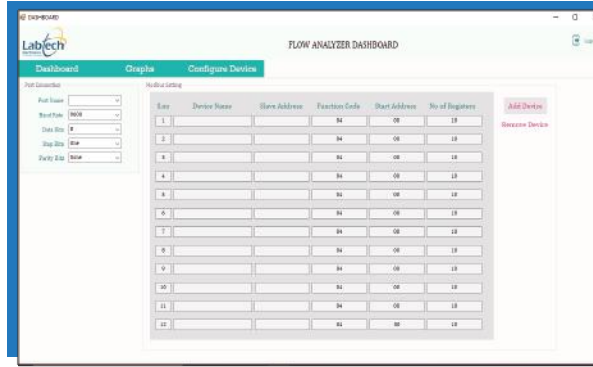 DASHBOARD
Labtech
FLOW ANALYZER DASHBOARD
Dashboard Graphs Configure Device
Port Connection
Modbus Setting
Port Name
Baud Rate 9600
Data Bits 8
Stop Bits One
Parity Bits None
S.no Device Name Slave Address Function Code Start Address No of Registers
Add Device
Remove Device
1 04 00 10
2 04 00 10
3 04 00 10
4 04 00 10
5 04 00 10
6 04 00 10
7 04 00 10
8 04 00 10
9 04 00 10
10 04 00 10
11 04 00 10
12 04 00 10